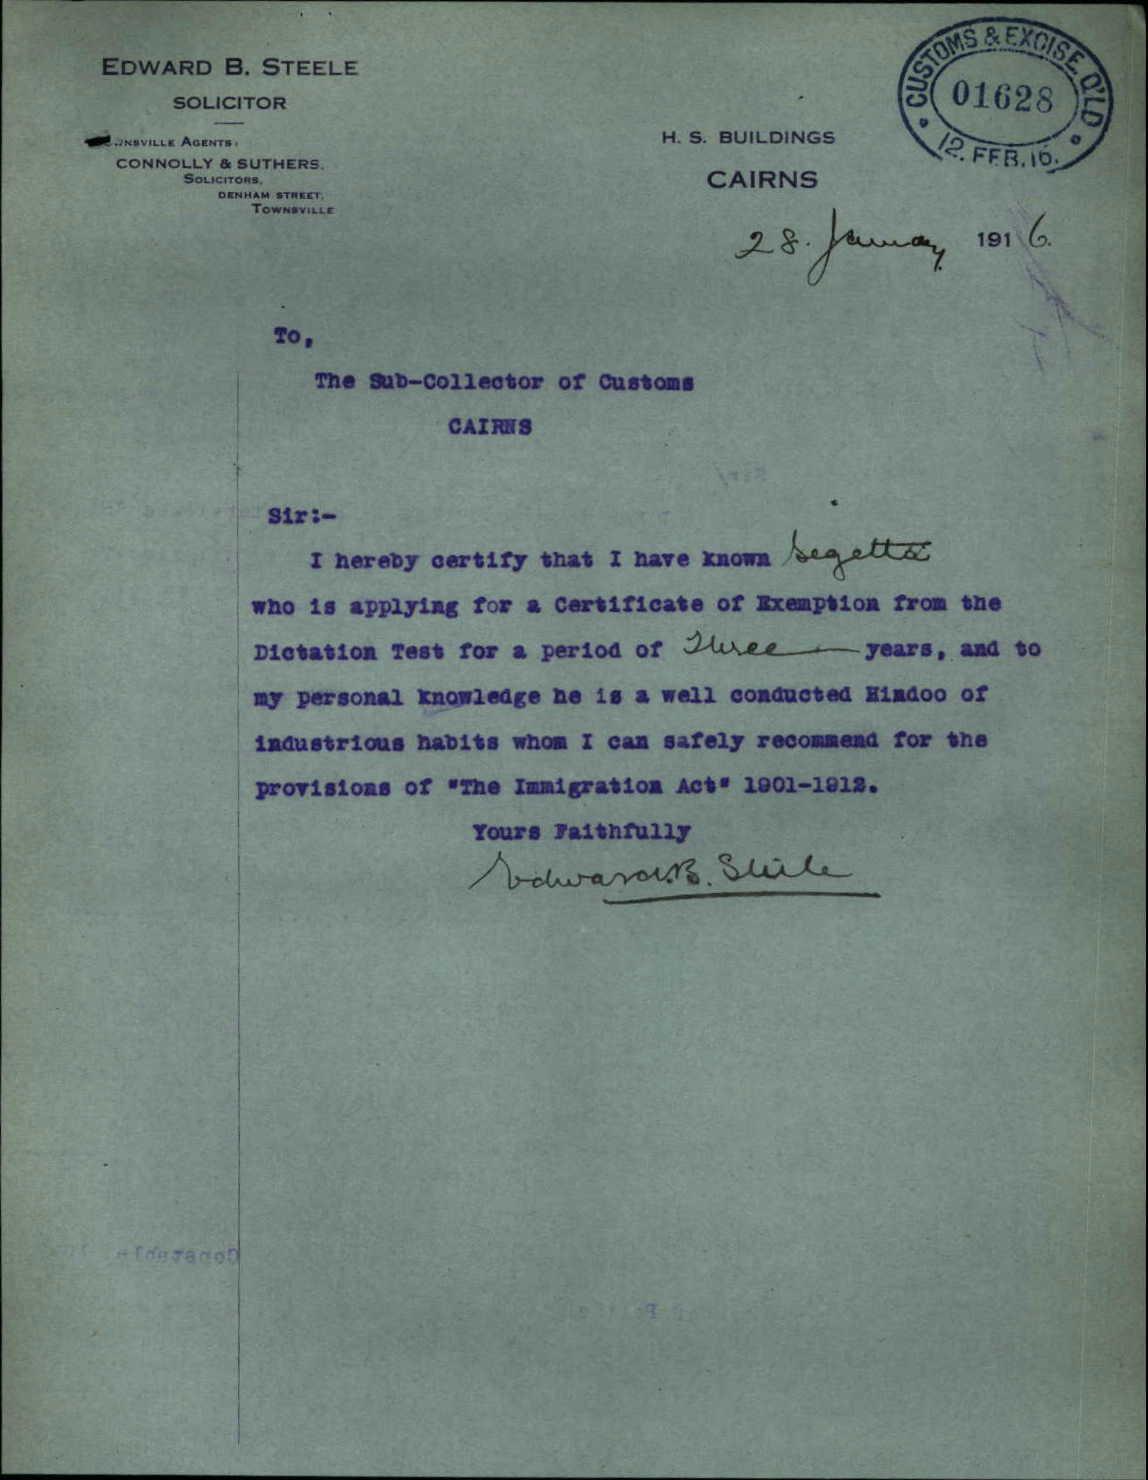 EDWARD B. STEELE
SOLICITOR
AGENTS:
CONNOLLY & SUTHERS.
SOLICITORS,
DENHAM STREET,
TOWNSVILLE
CUSTOMS & EXCISE Q'LD
01628
12. FEB. 16.
H. S. BUILDINGS
CAIRNS
28. January 1916.
To,
The Sub-Collector of Customs
CAIRNS
Sir:-
I hereby certify that I have known Segetta
who is applying for a Certificate of Exemption from the
Dictation Test for a period of Three years, and to
my personal knowledge he is a well conducted Hindoo of
industrious habits whom I can safely recommend for the
provisions of "The Immigration Act" 1901-1912.
Yours Faithfully
Edward B. Steele